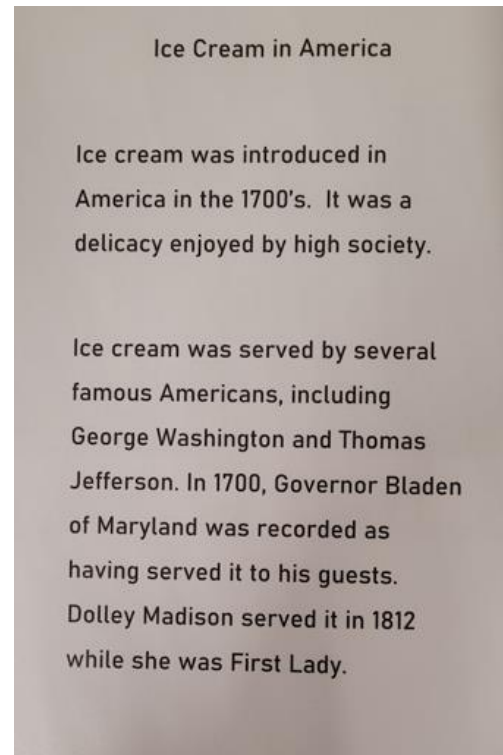 Ice Cream in America
Ice cream was introduced in
America in the 1700's.  It was a
delicacy enjoyed by high society.
Ice cream was served by several
famous Americans, including
George Washington and Thomas
Jefferson. In 1700, Governor Bladen
of Maryland was recorded as
having served it to his guests.
Dolley Madison served it in 1812
while she was First Lady.